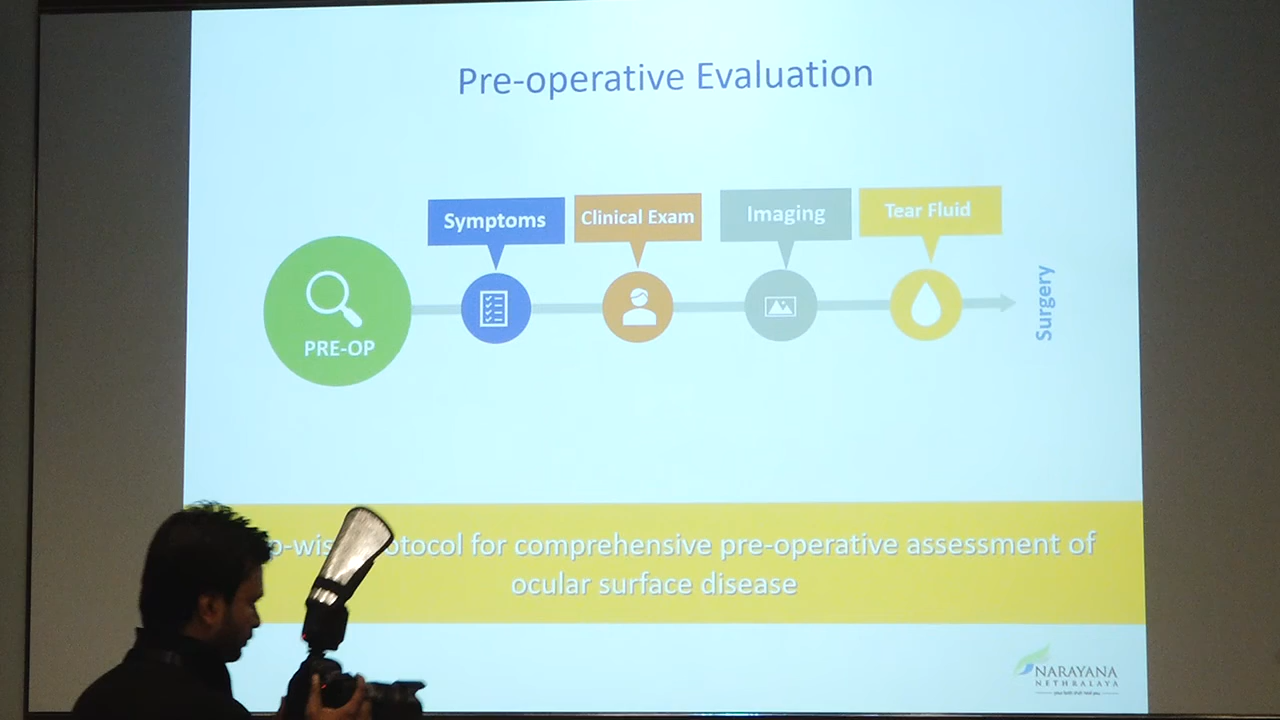 Pre-operative Evaluation
Symptoms
Clinical Exam
Imaging
Tear Fluid
PRE-OP
Surgery
for comprehensive pre-operative assessment of
ocular surface disease
NARAYANA
NETHRALAYA